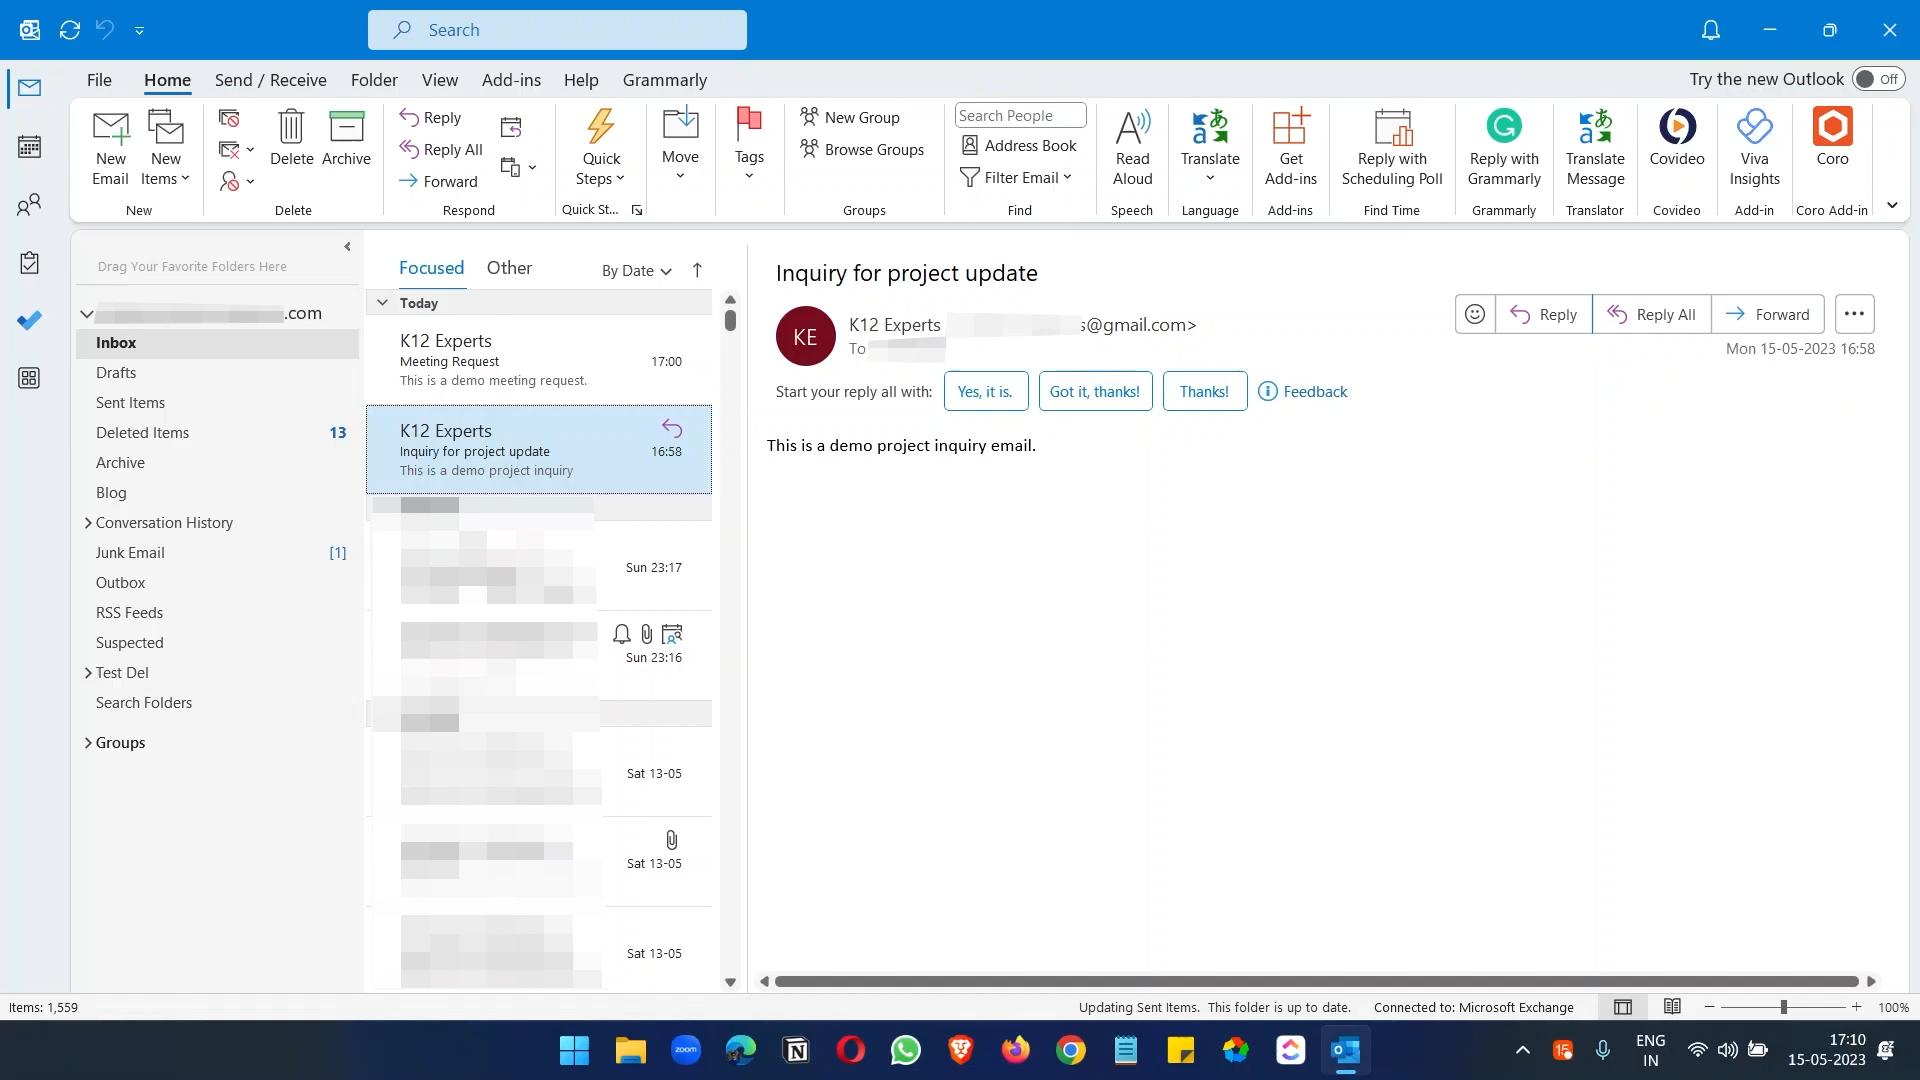 Search
File
Home
Send / Receive
Folder
View
Add-ins
Help
Grammarly
Try the new Outlook
Off
New Email
New Items
New
Delete
Archive
Delete
Reply
Reply All
Forward
Respond
Quick Steps
Quick St...
Move
Tags
New Group
Browse Groups
Groups
Search People
Address Book
Filter Email
Find
Read Aloud
Speech
Translate
Language
Get Add-ins
Add-ins
Reply with Scheduling Poll
Find Time
Reply with Grammarly
Grammarly
Translate Message
Translator
Covideo
Covideo
Viva Insights
Add-in
Coro
Coro Add-in
Drag Your Favorite Folders Here
.com
Inbox
Drafts
Sent Items
Deleted Items 13
Archive
Blog
Conversation History
Junk Email [1]
Outbox
RSS Feeds
Suspected
Test Del
Search Folders
Groups
Focused Other By Date
Today
K12 Experts
Meeting Request 17:00
This is a demo meeting request.
K12 Experts
Inquiry for project update 16:58
This is a demo project inquiry
Sun 23:17
Sun 23:16
Sat 13-05
Sat 13-05
Sat 13-05
Inquiry for project update
KE
K12 Experts s@gmail.com>
To
Reply
Reply All
Forward
Mon 15-05-2023 16:58
Start your reply all with: Yes, it is. Got it, thanks! Thanks! Feedback
This is a demo project inquiry email.
Items: 1,559
Updating Sent Items. This folder is up to date. Connected to: Microsoft Exchange
100%
zoom
15
ENG
IN
17:10
15-05-2023